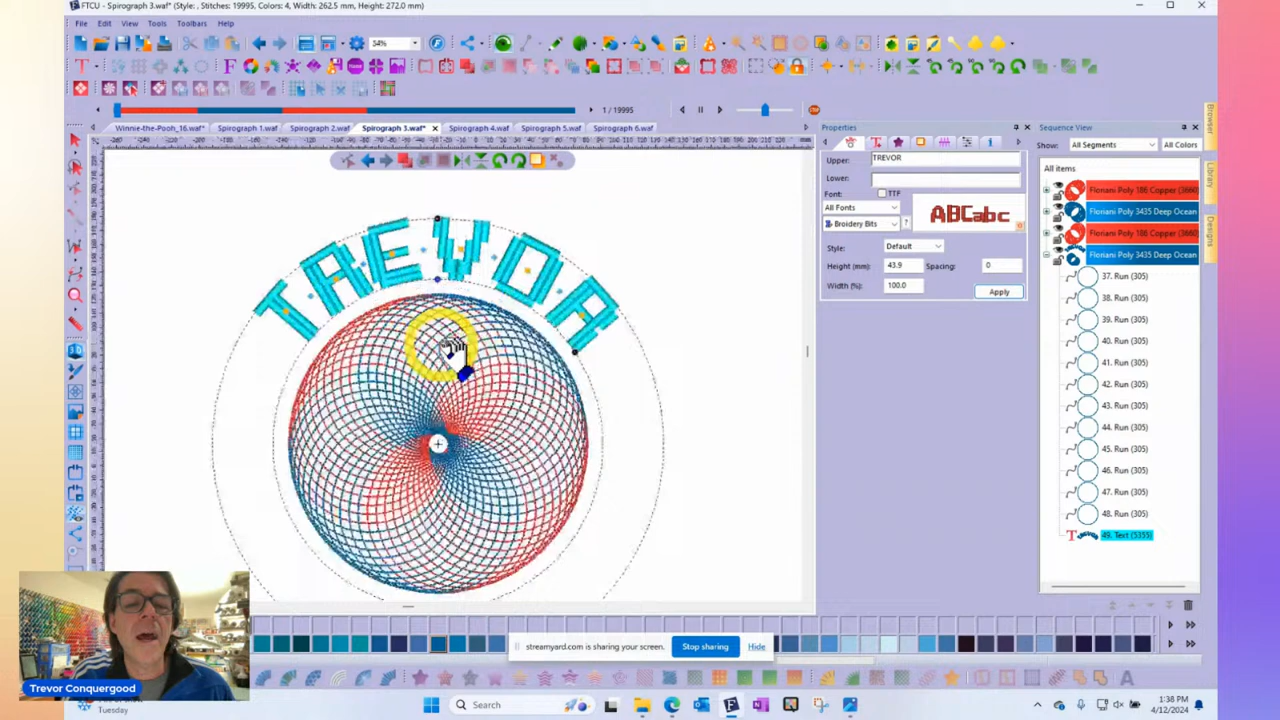 FTCU - Spirograph 3.waf* (Style: , Stitches: 19995, Colors: 4, Width: 262.5 mm, Height: 272.0 mm)
File Edit View Tools Toolbars Help
54%
1 / 19995
Winnie-the-Pooh_16.waf* Spirograph 1.waf Spirograph 2.waf Spirograph 3.waf* Spirograph 4.waf Spirograph 5.waf Spirograph 6.waf
Properties
Upper: TREVOR
Lower:
Font: TTF
All Fonts
Broidery Bits
ABCabc
Style: Default
Height (mm): 43.9 Spacing: 0
Width (%): 100.0
Apply
Sequence View
Show: All Segments All Colors
All items
Floriani Poly 186 Copper (3660)
Floriani Poly 3435 Deep Ocean
Floriani Poly 186 Copper (3660)
Floriani Poly 3435 Deep Ocean
37. Run (305)
38. Run (305)
39. Run (305)
40. Run (305)
41. Run (305)
42. Run (305)
43. Run (305)
44. Run (305)
45. Run (305)
46. Run (305)
47. Run (305)
48. Run (305)
49. Text (5355)
Browser
Library
Designs
TREVOR
streamyard.com is sharing your screen. Stop sharing Hide
Trevor Conquergood
Tuesday
Search
1:38 PM
4/12/2024